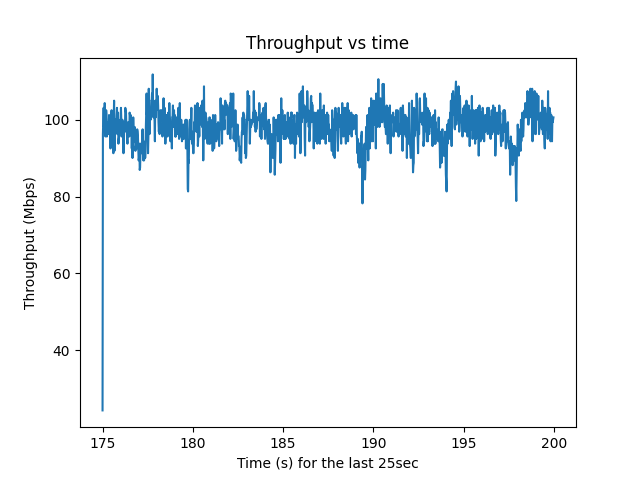 Throughput vs time
Throughput (Mbps)
100
80
60
40
175 180 185 190 195 200
Time (s) for the last 25sec